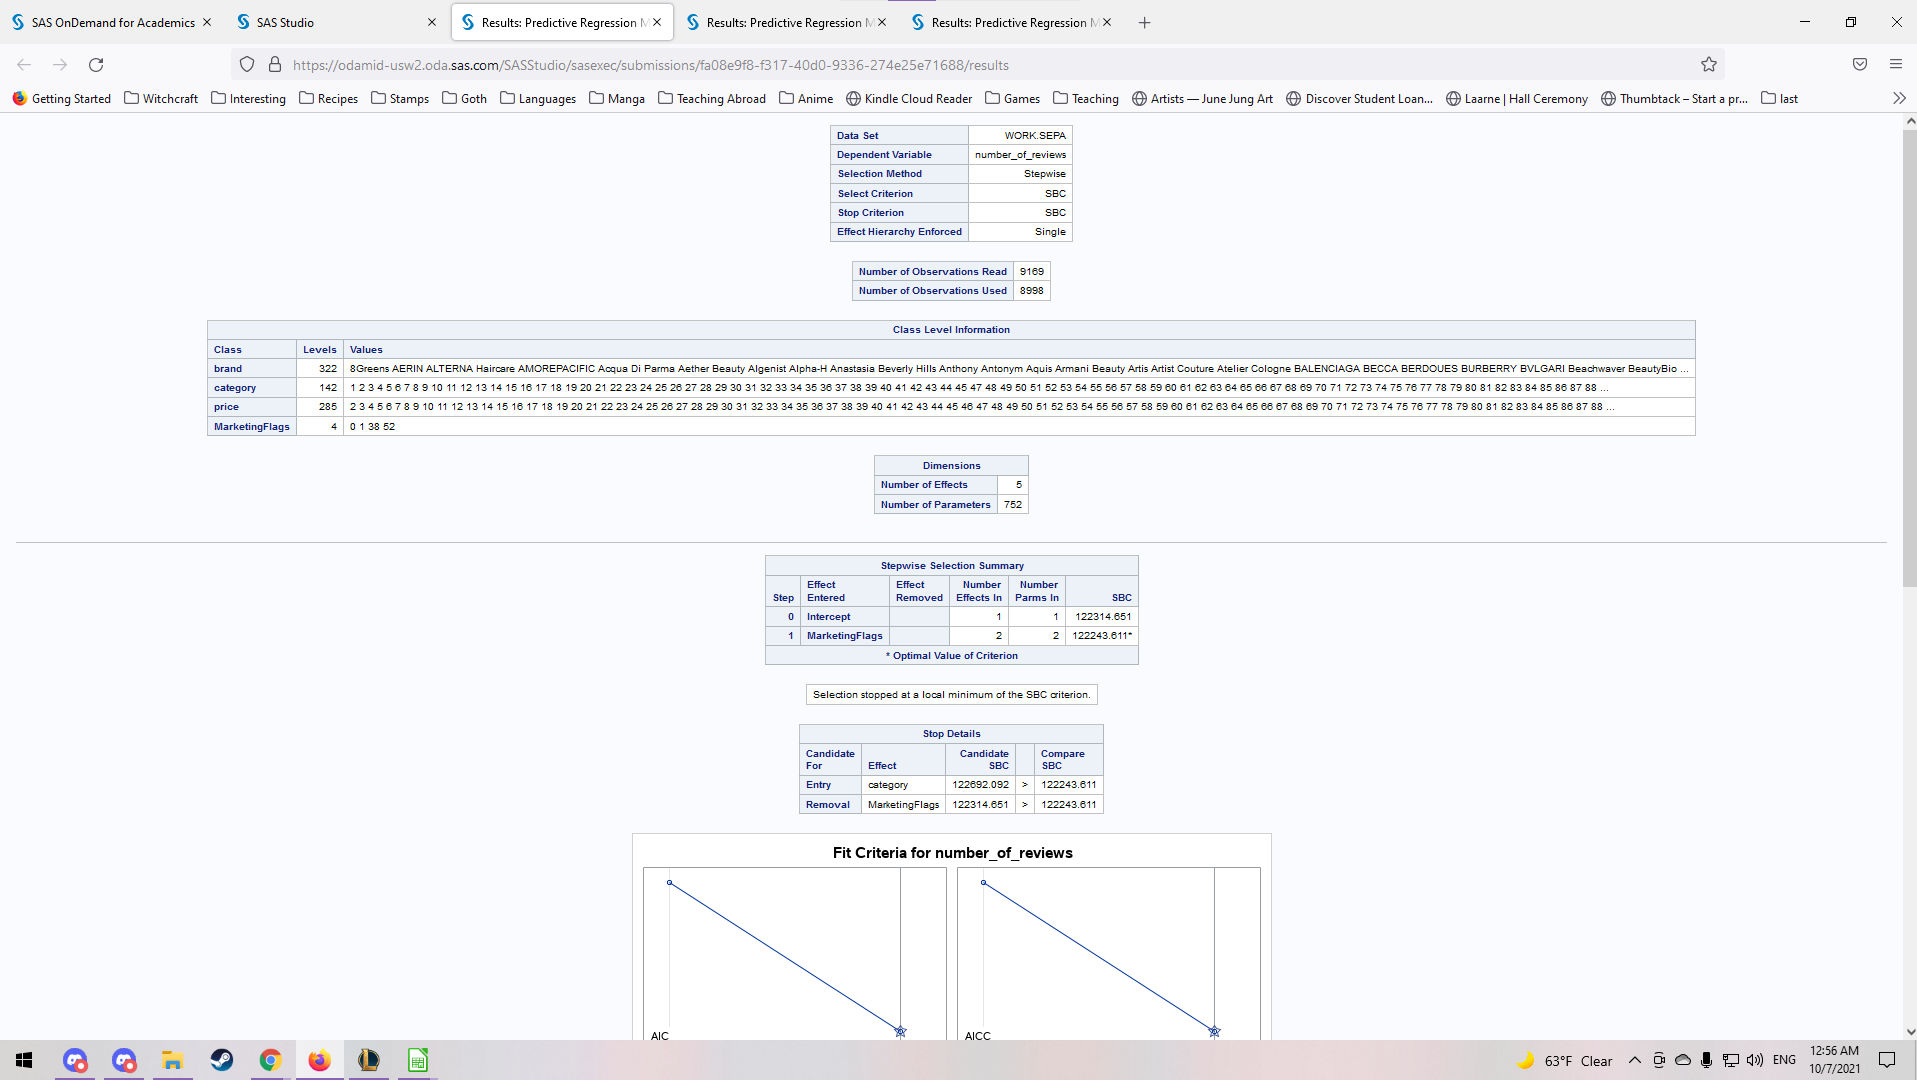 SAS OnDemand for Academics
SAS Studio
Results: Predictive Regression M
Results: Predictive Regression M
Results: Predictive Regression M
https://odamid-usw2.oda.sas.com/SASStudio/sasexec/submissions/fa08e9f8-f317-40d0-9336-274e25e71688/results
Getting Started Witchcraft Interesting Recipes Stamps Goth Languages Manga Teaching Abroad Anime Kindle Cloud Reader Games Teaching Artists — June Jung Art Discover Student Loan... Laarne | Hall Ceremony Thumbtack – Start a pr... last
Data Set WORK.SEPA
Dependent Variable number_of_reviews
Selection Method Stepwise
Select Criterion SBC
Stop Criterion SBC
Effect Hierarchy Enforced Single
Number of Observations Read 9169
Number of Observations Used 8998
Class Level Information
Class Levels Values
brand 322 8Greens AERIN ALTERNA Haircare AMOREPACIFIC Acqua Di Parma Aether Beauty Algenist Alpha-H Anastasia Beverly Hills Anthony Antonym Aquis Armani Beauty Artis Artist Couture Atelier Cologne BALENCIAGA BECCA BERDOUES BURBERRY BVLGARI Beachwaver BeautyBio ...
category 142 1 2 3 4 5 6 7 8 9 10 11 12 13 14 15 16 17 18 19 20 21 22 23 24 25 26 27 28 29 30 31 32 33 34 35 36 37 38 39 40 41 42 43 44 45 46 47 48 49 50 51 52 53 54 55 56 57 58 59 60 61 62 63 64 65 66 67 68 69 70 71 72 73 74 75 76 77 78 79 80 81 82 83 84 85 86 87 88 ...
price 285 2 3 4 5 6 7 8 9 10 11 12 13 14 15 16 17 18 19 20 21 22 23 24 25 26 27 28 29 30 31 32 33 34 35 36 37 38 39 40 41 42 43 44 45 46 47 48 49 50 51 52 53 54 55 56 57 58 59 60 61 62 63 64 65 66 67 68 69 70 71 72 73 74 75 76 77 78 79 80 81 82 83 84 85 86 87 88 ...
MarketingFlags 4 0 1 38 52
Dimensions
Number of Effects 5
Number of Parameters 752
Stepwise Selection Summary
Step Effect Entered Effect Removed Number Effects In Number Parms In SBC
0 Intercept 1 1 122314.651
1 MarketingFlags 2 2 122243.611*
* Optimal Value of Criterion
Selection stopped at a local minimum of the SBC criterion.
Stop Details
Candidate For Effect Candidate SBC Compare SBC
Entry category 122692.092 > 122243.611
Removal MarketingFlags 122314.651 > 122243.611
Fit Criteria for number_of_reviews
AIC AICC
63°F Clear ENG 12:56 AM
10/7/2021